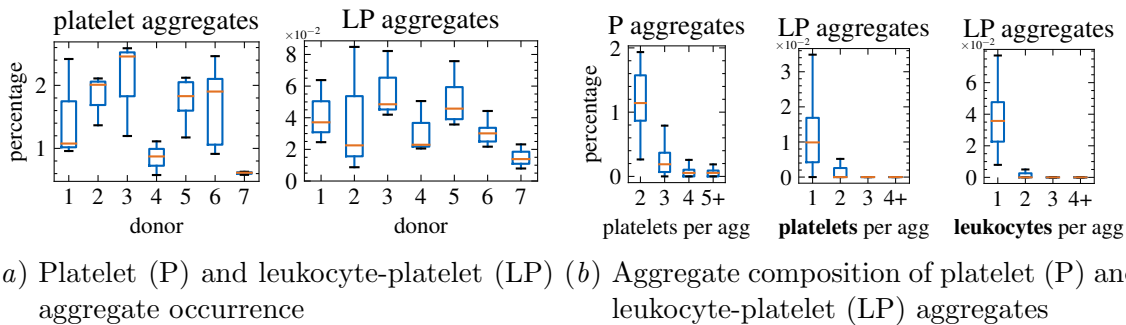 platelet aggregates
LP aggregates
P aggregates
LP aggregates
LP aggregates
×10⁻²
×10⁻²
×10⁻²
percentage
2
1
8
6
4
2
0
percentage
2
1
0
3
2
1
0
8
6
4
2
0
1 2 3 4 5 6 7
1 2 3 4 5 6 7
2 3 4 5+
1 2 3 4+
1 2 3 4+
donor
donor
platelets per agg
platelets per agg
leukocytes per agg
a) Platelet (P) and leukocyte-platelet (LP)
aggregate occurrence
(b) Aggregate composition of platelet (P) an
leukocyte-platelet (LP) aggregates